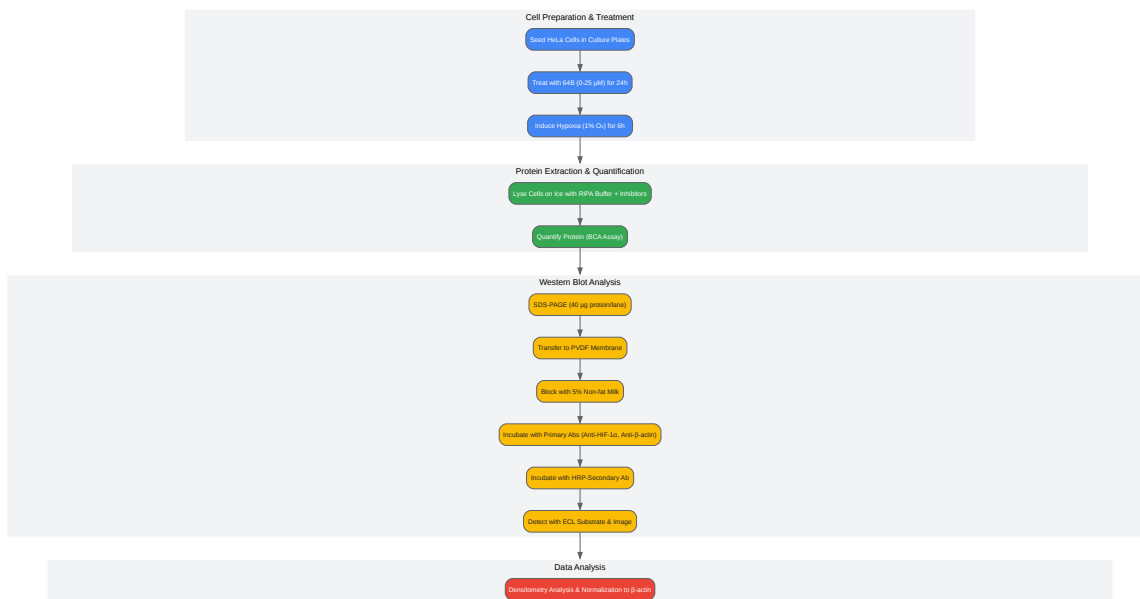 Cell Preparation & Treatment
Seed HeLa Cells in Culture Plates
Treat with 64B (0-25 μM) for 24h
Induce Hypoxia (1% O₂) for 6h
Protein Extraction & Quantification
Lyse Cells on Ice with RIPA Buffer + Inhibitors
Quantify Protein (BCA Assay)
Western Blot Analysis
SDS-PAGE (40 μg protein/lane)
Transfer to PVDF Membrane
Block with 5% Non-fat Milk
Incubate with Primary Abs (Anti-HIF-1α, Anti-β-actin)
Incubate with HRP-Secondary Ab
Detect with ECL Substrate & Image
Data Analysis
Densitometry Analysis & Normalization to β-actin